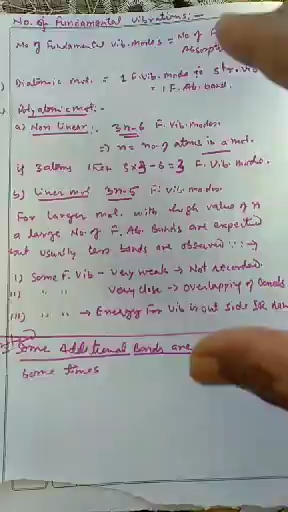 No. of Fundamental Vibrations:-
No of Fundamental Vib. modes = No of F
Absorp
Diatomic mol. = 1 F. vib. mode is str. vib
= 1 F. Ab. band.
Polyatomic mol. -
a) Non linear:. 3n-6 F. Vib. modes.
=> n = no. of atoms in a mol.
if 3 atoms then 3x3-6 = 3 F. Vib. modes.
b) Linear mol 3n-5 F. vib. modes
For larger mol. with high value of n
a large No. of F. Ab. Bands are expected
but usually less bands are observed ∵ : →
i) Some F. Vib - very weak → Not recorded.
ii) " " very close → overlapping of bands
iii) " " → Energy for vib is out side
Some Additional Bands are
some times